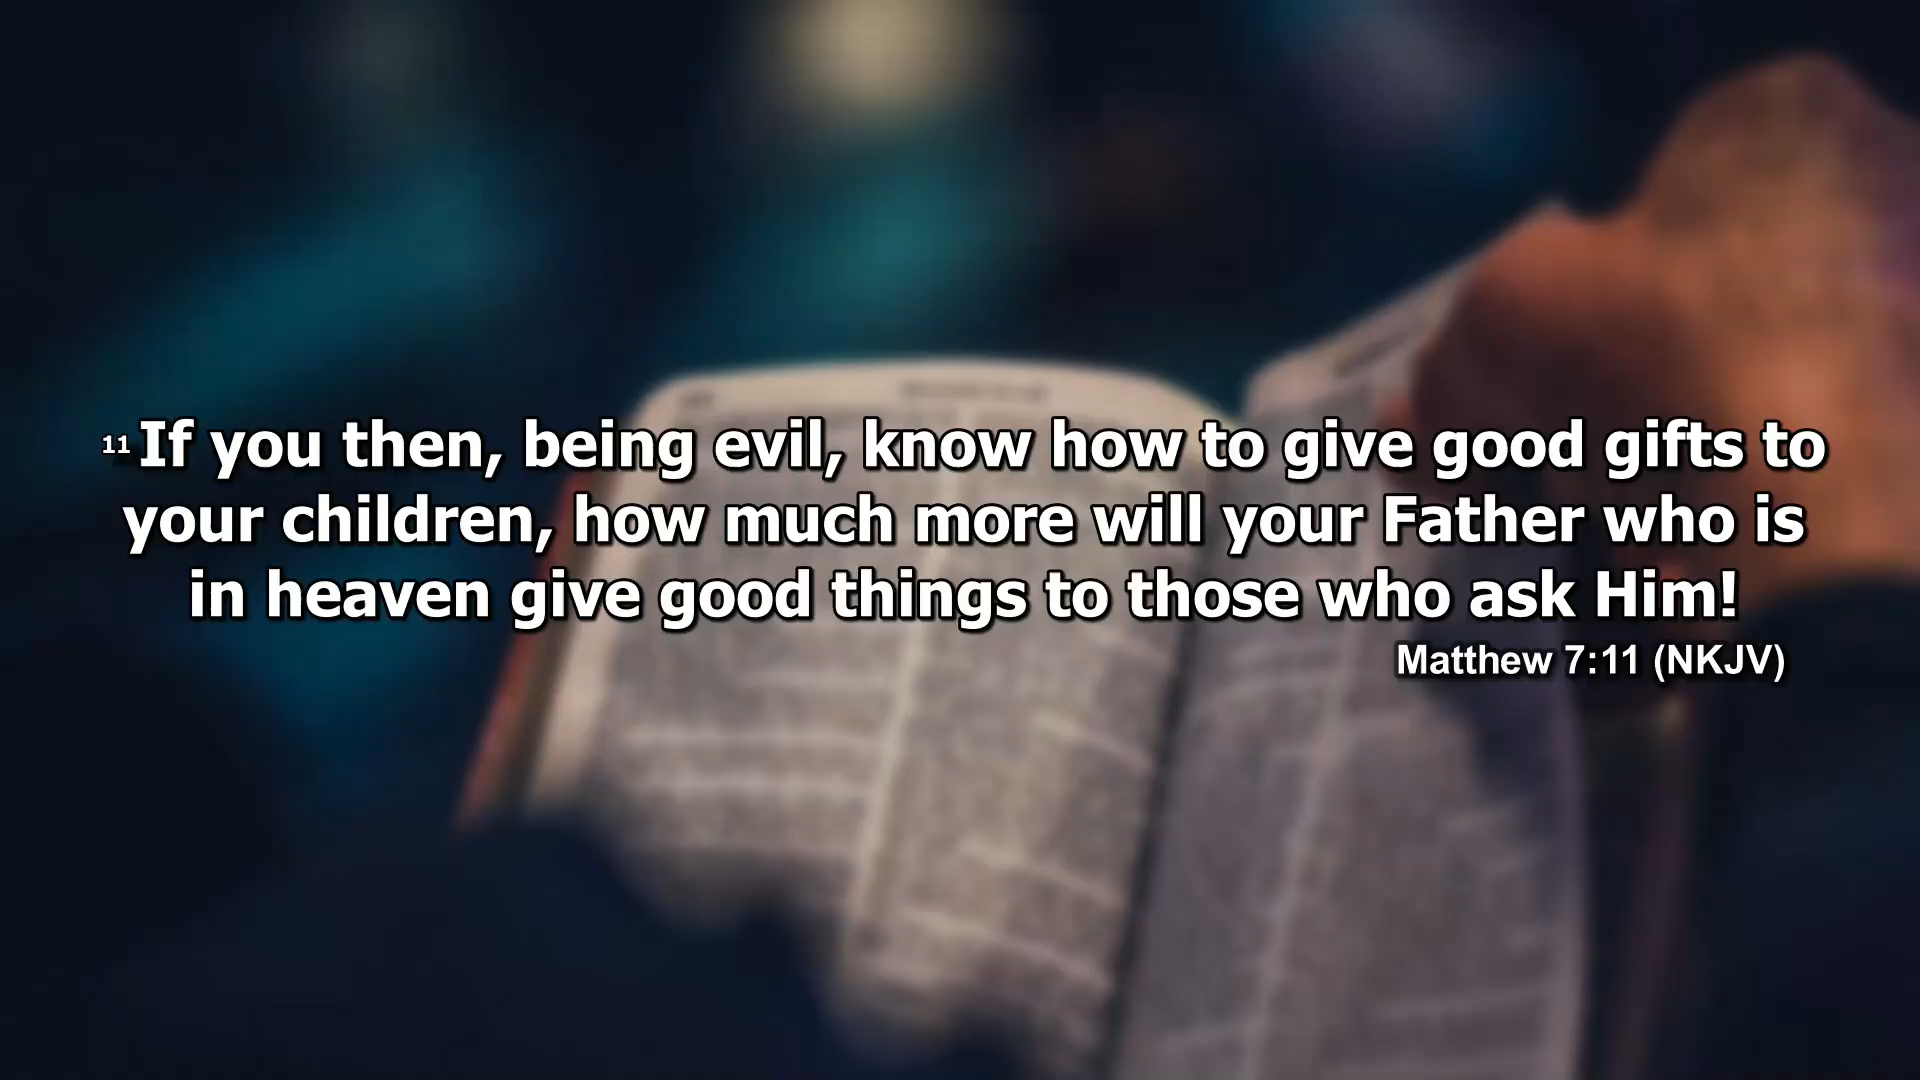 11 If you then, being evil, know how to give good gifts to
your children, how much more will your Father who is
in heaven give good things to those who ask Him!
Matthew 7:11 (NKJV)